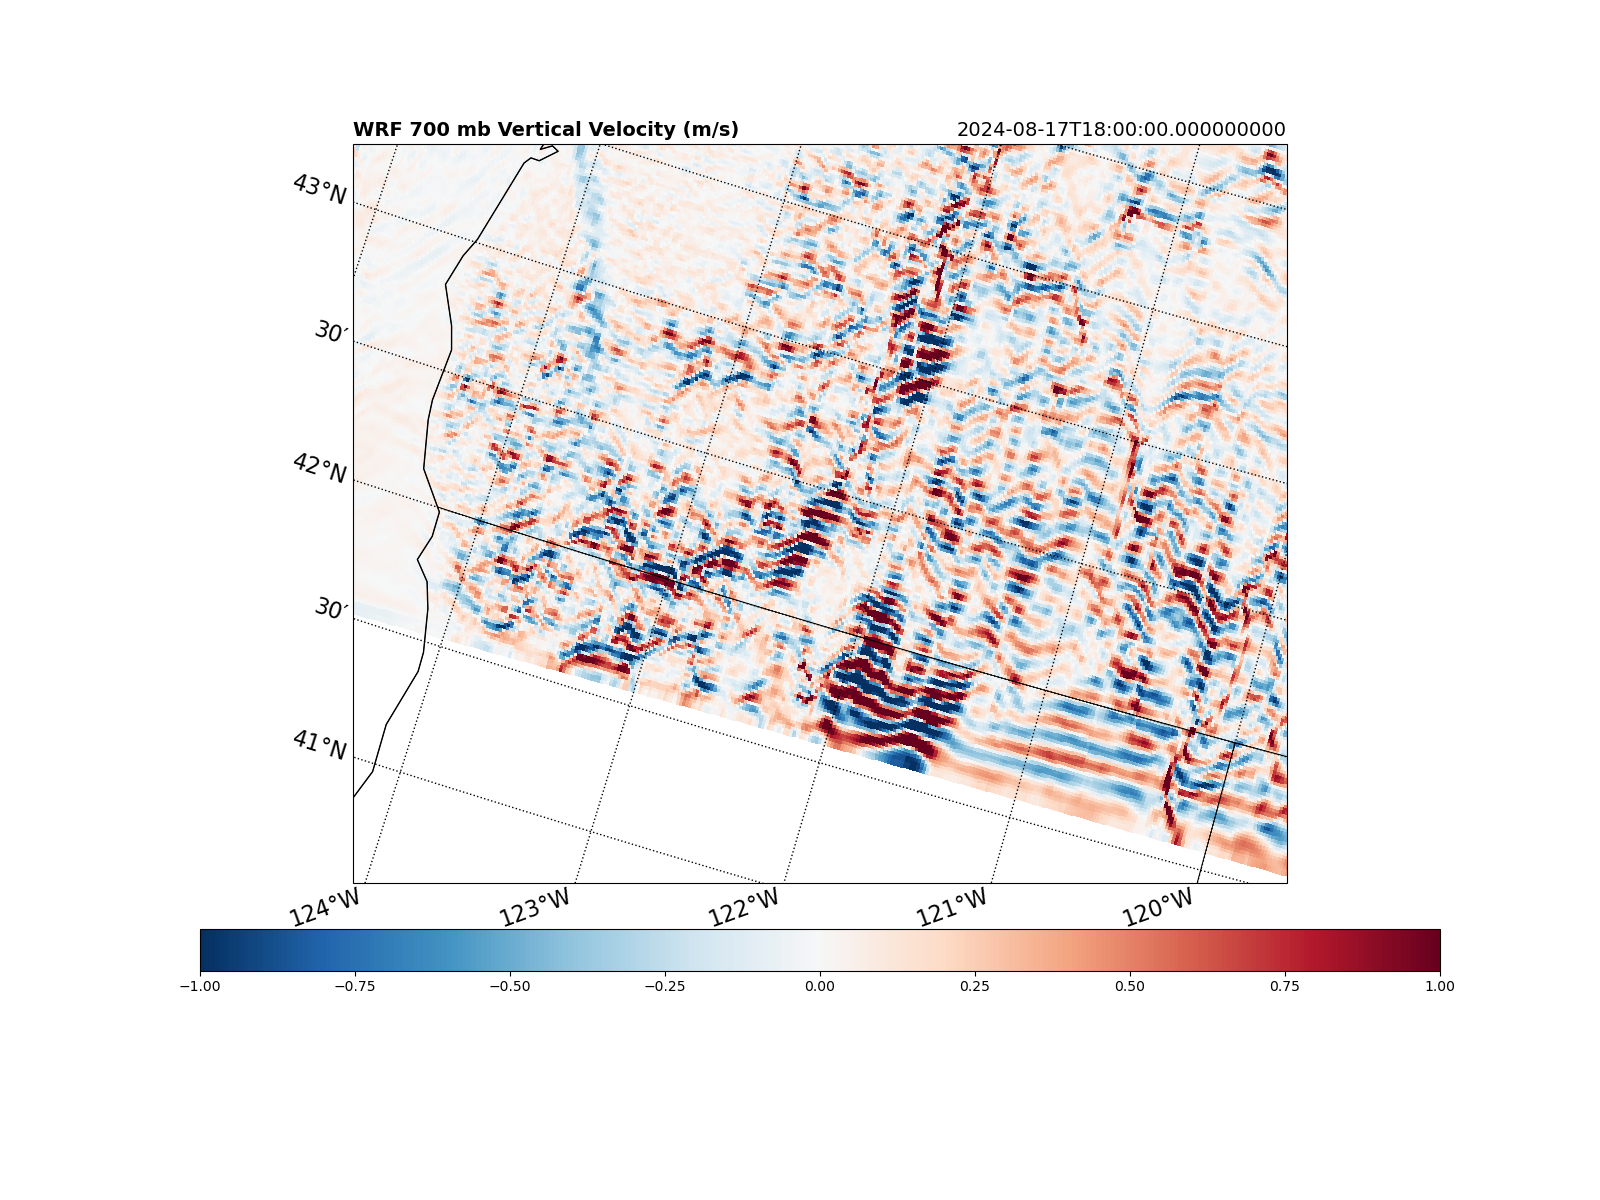 WRF 700 mb Vertical Velocity (m/s) 2024-08-17T18:00:00.000000000
43°N
30′
42°N
30′
41°N
124°W 123°W 122°W 121°W 120°W
−1.00 −0.75 −0.50 −0.25 0.00 0.25 0.50 0.75 1.00